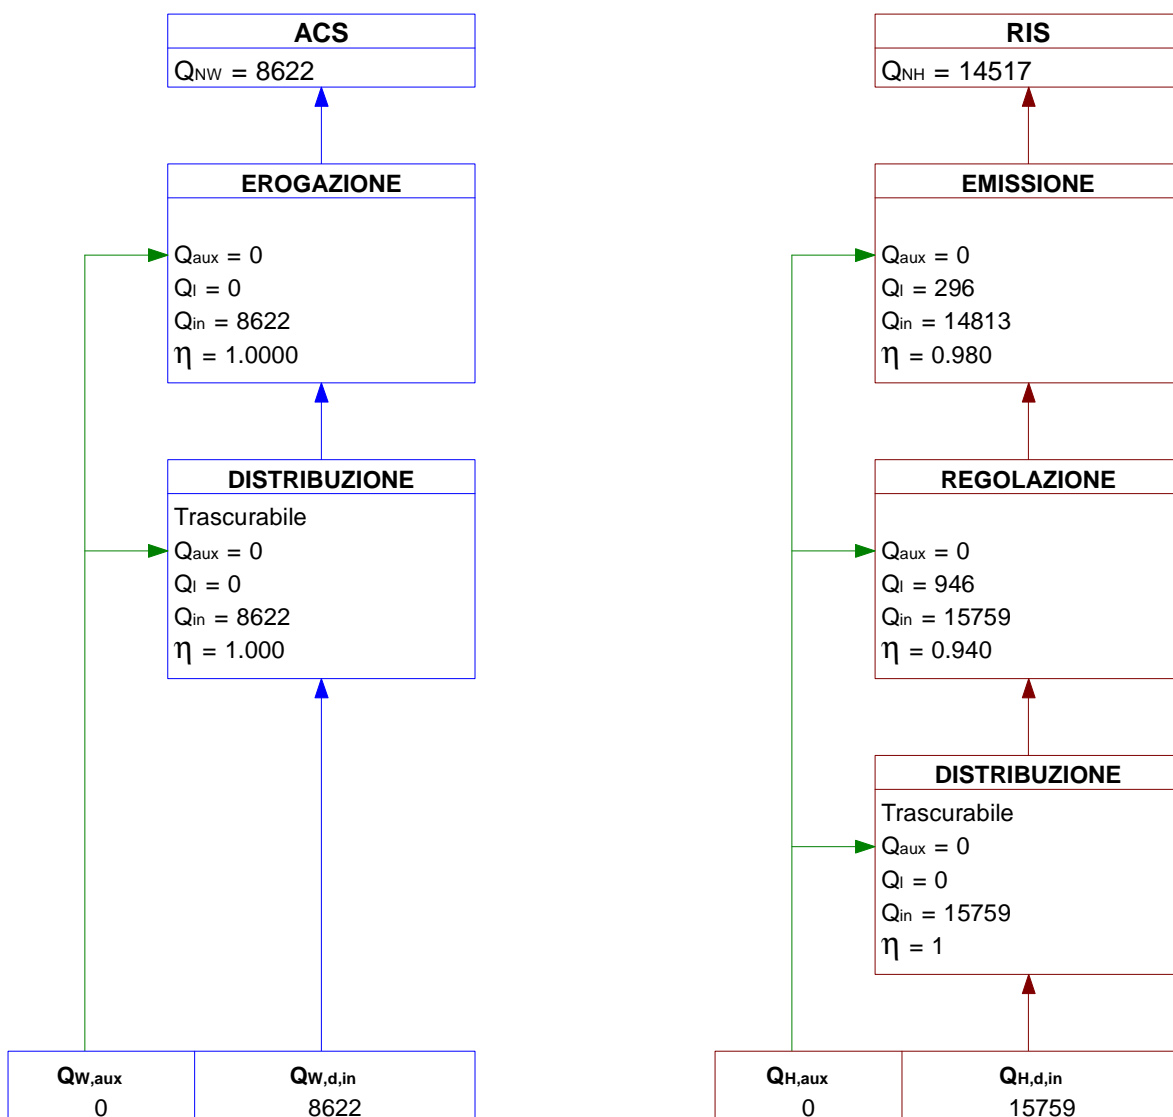 ACS
QNW = 8622
EROGAZIONE
Qaux = 0
Ql = 0
Qin = 8622
η = 1.0000
DISTRIBUZIONE
Trascurabile
Qaux = 0
Ql = 0
Qin = 8622
η = 1.000
QW,aux
QW,d,in
0
8622
RIS
QNH = 14517
EMISSIONE
Qaux = 0
Ql = 296
Qin = 14813
η = 0.980
REGOLAZIONE
Qaux = 0
Ql = 946
Qin = 15759
η = 0.940
DISTRIBUZIONE
Trascurabile
Qaux = 0
Ql = 0
Qin = 15759
η = 1
QH,aux
QH,d,in
0
15759